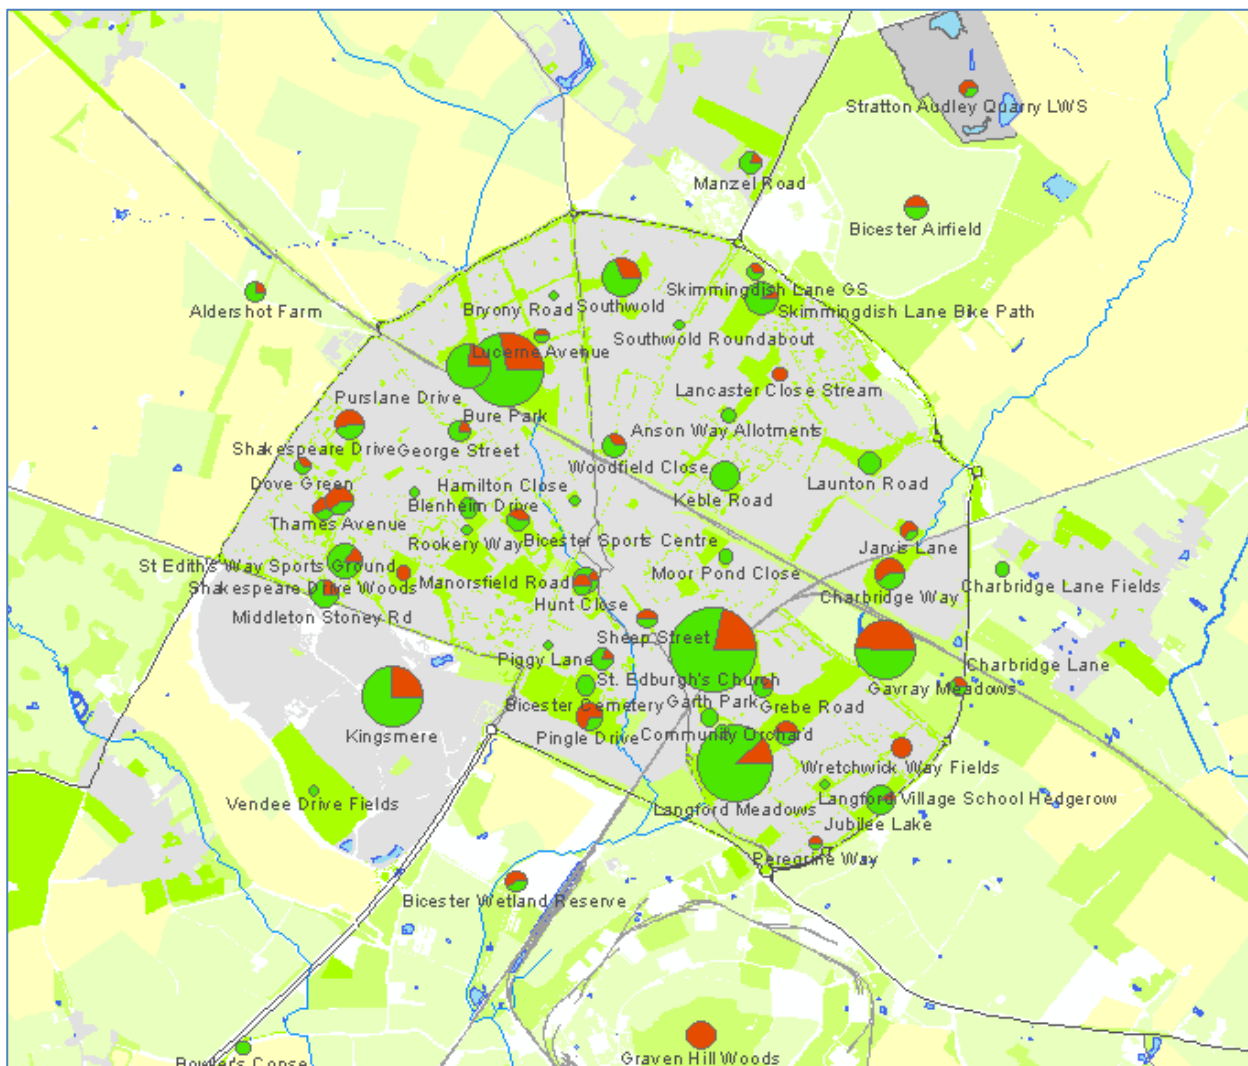 Stratton Audley Quarry LWS
Manzel Road
Bicester Airfield
Skimmingdish Lane GS
Aldershot Farm
Bryony Road
Southwold
Skimmingdish Lane Bike Path
Southwold Roundabout
Lucerne Avenue
Lancaster Close Stream
Purslane Drive
Bure Park
Anson Way Allotments
Shakespeare Drive
George Street
Woodfield Close
Dove Green
Hamilton Close
Keble Road
Launton Road
Blenheim Drive
Thames Avenue
Rookery Way
Bicester Sports Centre
Jarvis Lane
St Edith's Way Sports Ground
Moor Pond Close
Shakespeare Drive Woods
Manorsfield Road
Charbridge Way
Charbridge Lane Fields
Middleton Stoney Rd
Hunt Close
Sheep Street
Piggy Lane
Charbridge Lane
St. Edburgh's Church
Gavray Meadows
Bicester Cemetery
Garth Park
Grebe Road
Kingsmere
Pingle Drive
Community Orchard
Wretchwick Way Fields
Vendee Drive Fields
Langford Meadows
Langford Village School Hedgerow
Jubilee Lake
Peregrine Way
Bicester Wetland Reserve
Graven Hill Woods
Bowler's Copse